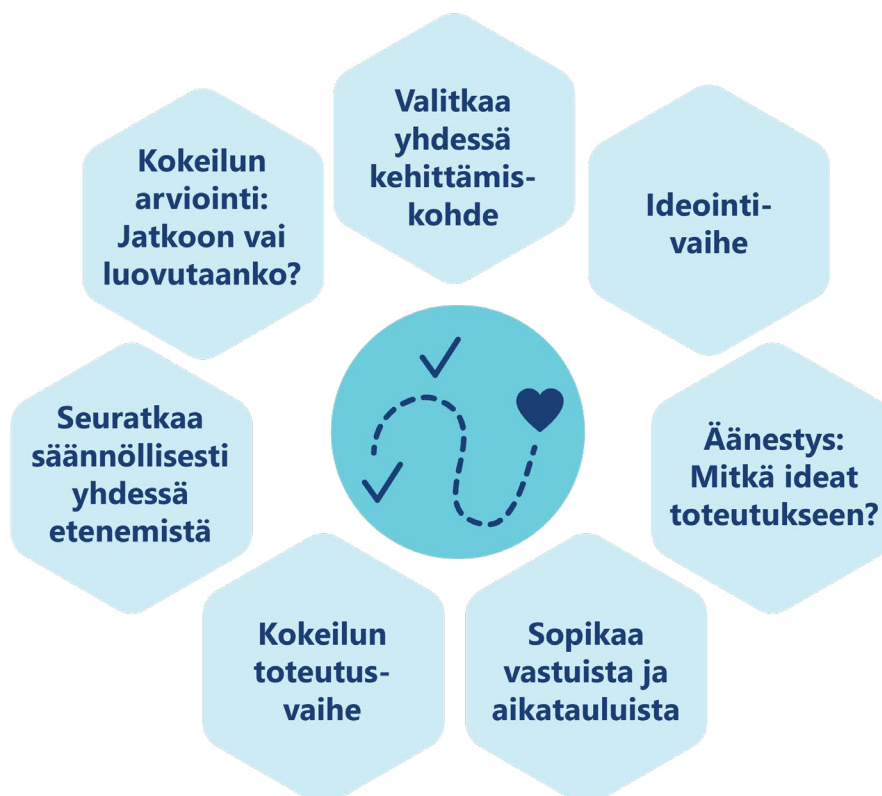 Valitkaa
yhdessä
kehittämis-
kohde
Ideointi-
vaihe
Äänestys:
Mitkä ideat
toteutukseen?
Sopikaa
vastuista ja
aikatauluista
Kokeilun
toteutus-
vaihe
Seuratkaa
säännöllisesti
yhdessä
etenemistä
Kokeilun
arviointi:
Jatkoon vai
luovutaanko?